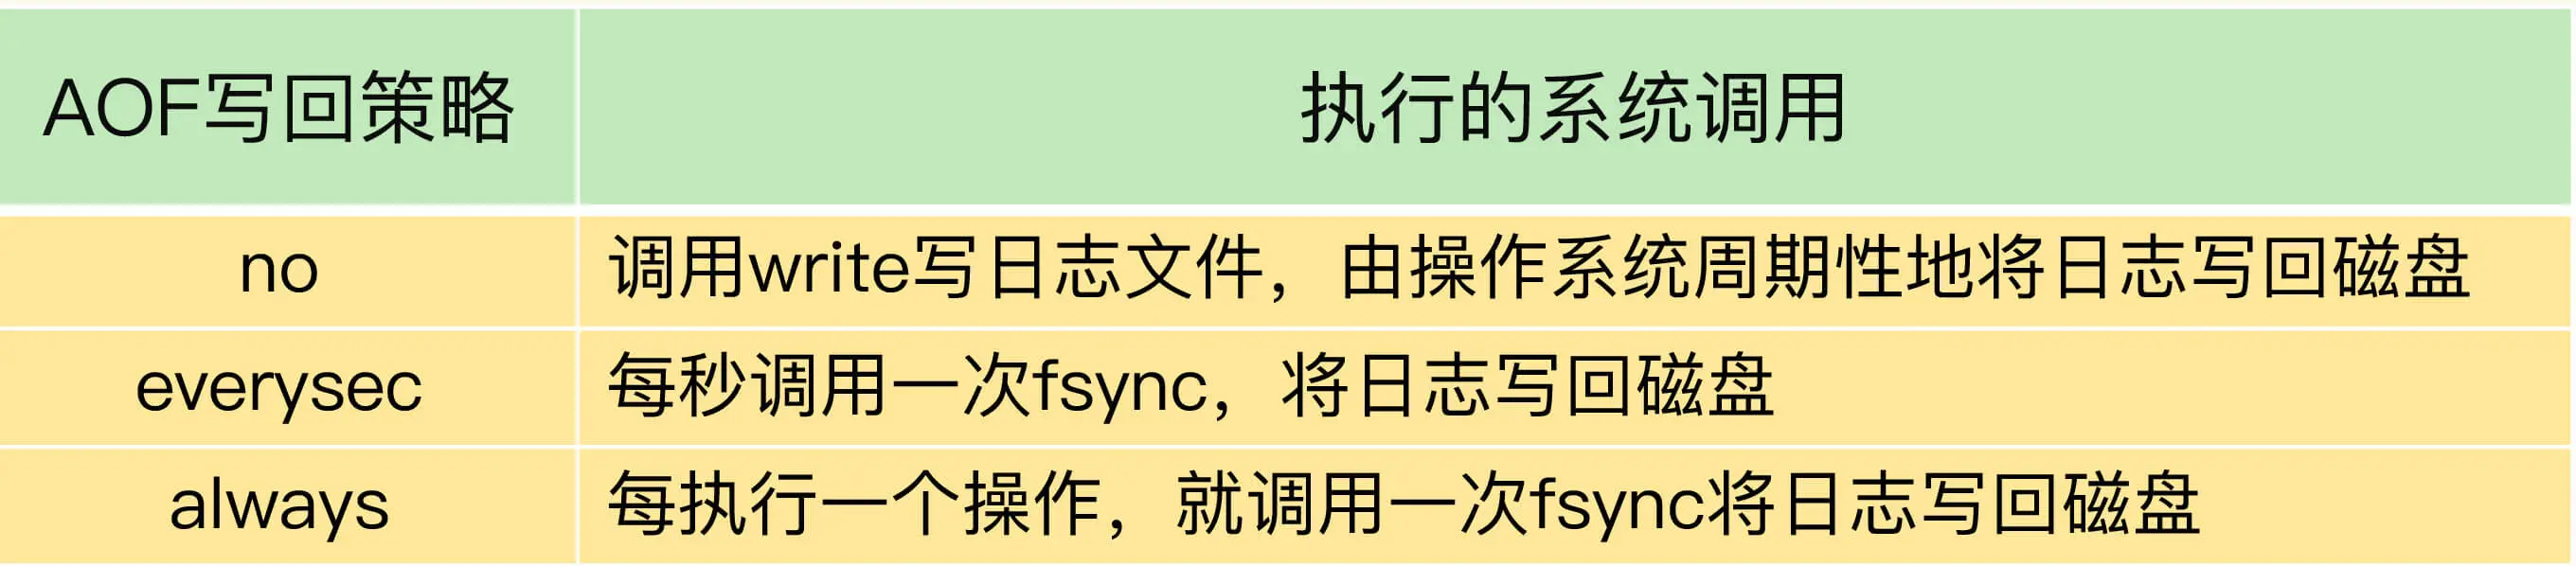 AOF写回策略 执行的系统调用
no 调用write写日志文件，由操作系统周期性地将日志写回磁盘
everysec 每秒调用一次fsync，将日志写回磁盘
always 每执行一个操作，就调用一次fsync将日志写回磁盘